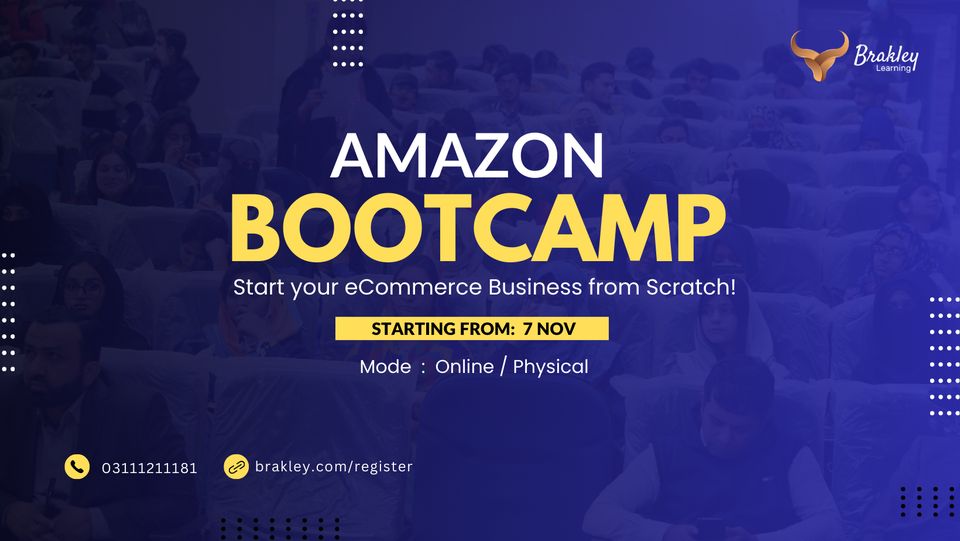 Brakley
Learning
AMAZON
BOOTCAMP
Start your eCommerce Business from Scratch!
STARTING FROM: 7 NOV
Mode : Online / Physical
03111211181
brakley.com/register